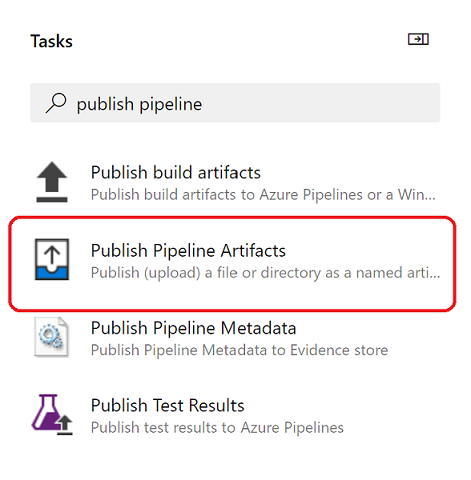 Tasks
publish pipeline
Publish build artifacts
Publish build artifacts to Azure Pipelines or a Win...
Publish Pipeline Artifacts
Publish (upload) a file or directory as a named arti...
Publish Pipeline Metadata
Publish Pipeline Metadata to Evidence store
Publish Test Results
Publish test results to Azure Pipelines